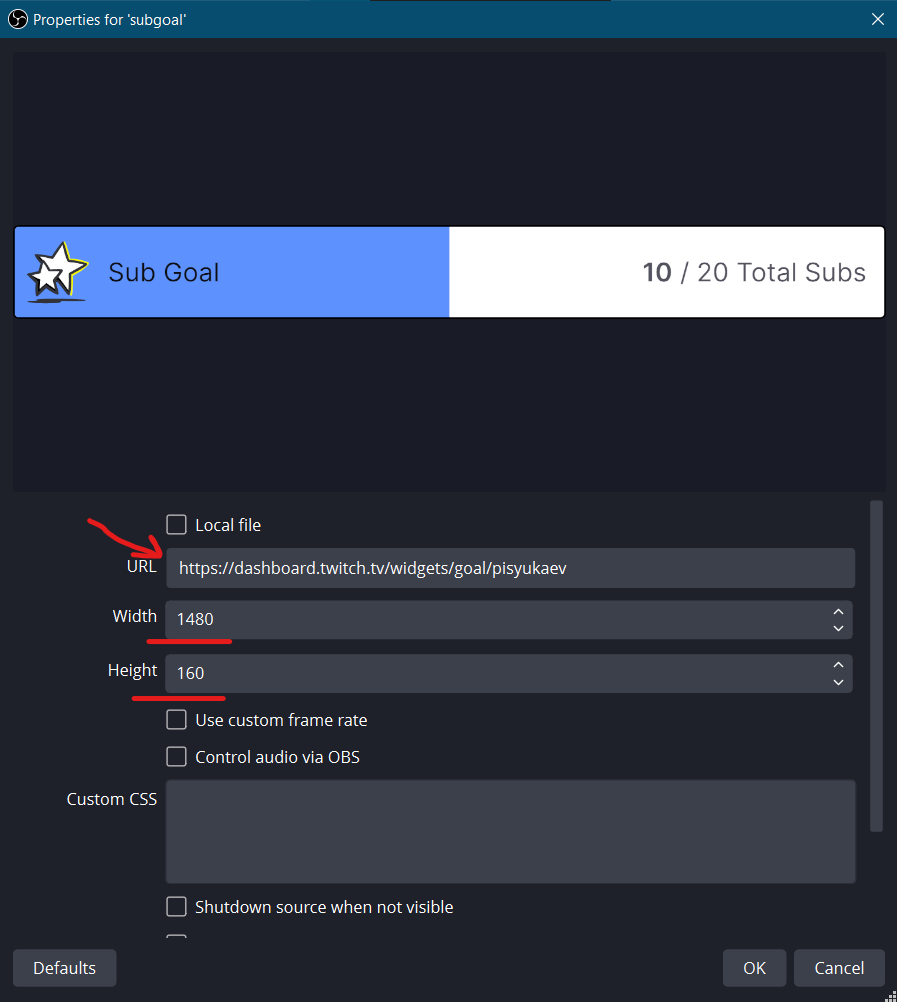 Properties for 'subgoal'
Sub Goal
10 / 20 Total Subs
Local file
URL
https://dashboard.twitch.tv/widgets/goal/pisyukaev
Width
1480
Height
160
Use custom frame rate
Control audio via OBS
Custom CSS
Shutdown source when not visible
Defaults
OK
Cancel